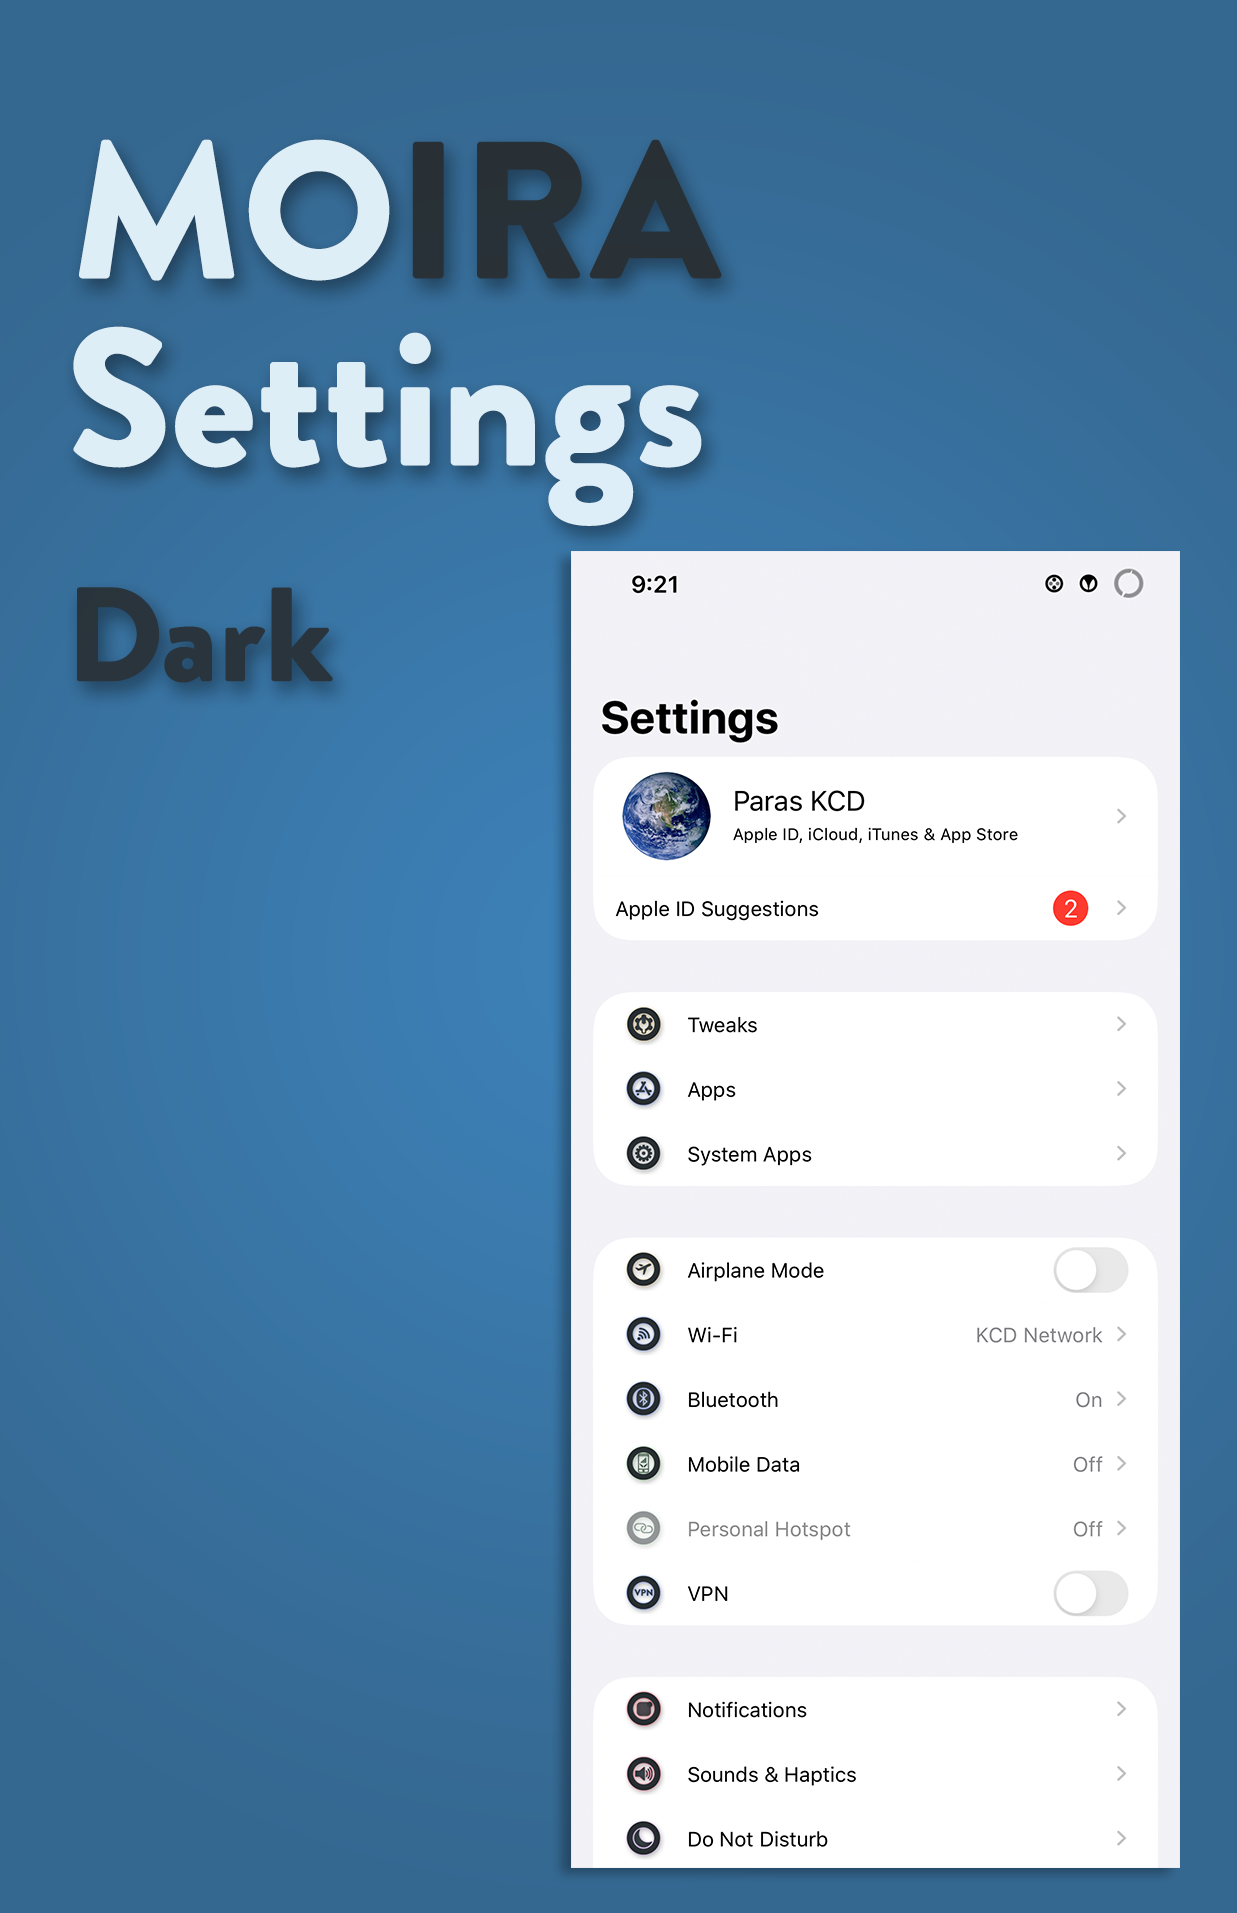 MOIRA
Settings
Dark
9:21
Settings
Paras KCD
Apple ID, iCloud, iTunes & App Store
Apple ID Suggestions 2
Tweaks
Apps
System Apps
Airplane Mode
Wi-Fi KCD Network
Bluetooth On
Mobile Data Off
Personal Hotspot Off
VPN VPN
Notifications
Sounds & Haptics
Do Not Disturb